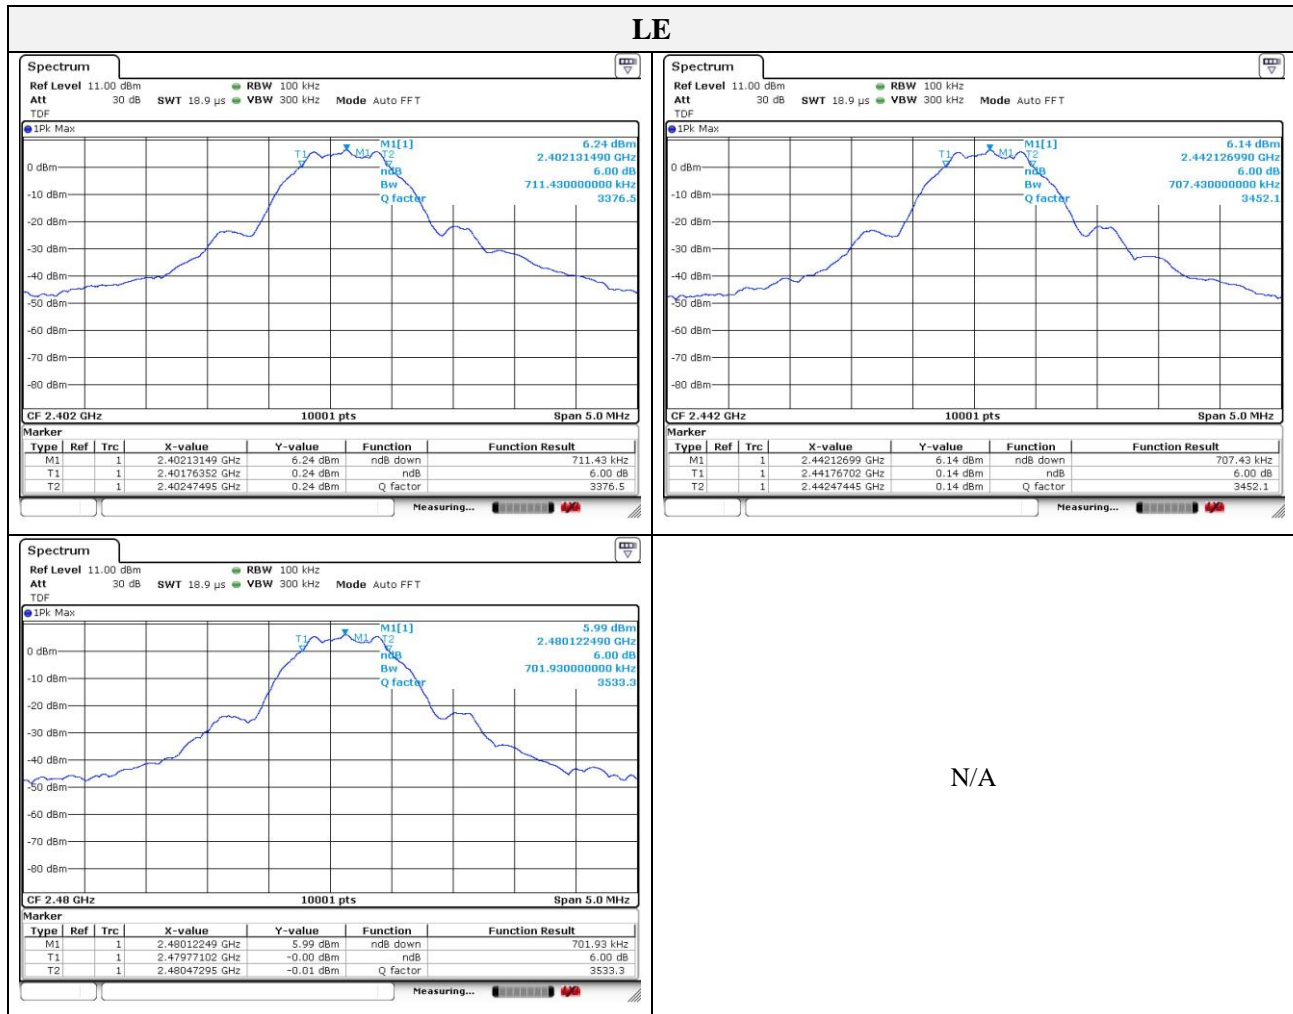 LE
Spectrum
Ref Level 11.00 dBm RBW 100 kHz
Att 30 dB SWT 18.9 µs VBW 300 kHz Mode Auto FFT
TDF
1Pk Max
M1[1] 6.24 dBm
2.402131490 GHz
ndB 6.00 dB
Bw 711.430000000 kHz
Q factor 3376.5
T1 M1 T2
0 dBm
-10 dBm
-20 dBm
-30 dBm
-40 dBm
-50 dBm
-60 dBm
-70 dBm
-80 dBm
CF 2.402 GHz 10001 pts Span 5.0 MHz
Marker
Type Ref Trc X-value Y-value Function Function Result
M1 1 2.40213149 GHz 6.24 dBm ndB down 711.43 kHz
T1 1 2.40176352 GHz 0.24 dBm ndB 6.00 dB
T2 1 2.40247495 GHz 0.24 dBm Q factor 3376.5
Measuring...
Spectrum
Ref Level 11.00 dBm RBW 100 kHz
Att 30 dB SWT 18.9 µs VBW 300 kHz Mode Auto FFT
TDF
1Pk Max
M1[1] 6.14 dBm
2.442126990 GHz
ndB 6.00 dB
Bw 707.430000000 kHz
Q factor 3452.1
T1 M1 T2
0 dBm
-10 dBm
-20 dBm
-30 dBm
-40 dBm
-50 dBm
-60 dBm
-70 dBm
-80 dBm
CF 2.442 GHz 10001 pts Span 5.0 MHz
Marker
Type Ref Trc X-value Y-value Function Function Result
M1 1 2.44212699 GHz 6.14 dBm ndB down 707.43 kHz
T1 1 2.44176702 GHz 0.14 dBm ndB 6.00 dB
T2 1 2.44247445 GHz 0.14 dBm Q factor 3452.1
Measuring...
Spectrum
Ref Level 11.00 dBm RBW 100 kHz
Att 30 dB SWT 18.9 µs VBW 300 kHz Mode Auto FFT
TDF
1Pk Max
M1[1] 5.99 dBm
2.480122490 GHz
ndB 6.00 dB
Bw 701.930000000 kHz
Q factor 3533.3
T1 M1 T2
0 dBm
-10 dBm
-20 dBm
-30 dBm
-40 dBm
-50 dBm
-60 dBm
-70 dBm
-80 dBm
CF 2.48 GHz 10001 pts Span 5.0 MHz
Marker
Type Ref Trc X-value Y-value Function Function Result
M1 1 2.48012249 GHz 5.99 dBm ndB down 701.93 kHz
T1 1 2.47977102 GHz -0.00 dBm ndB 6.00 dB
T2 1 2.48047295 GHz -0.01 dBm Q factor 3533.3
Measuring...
N/A